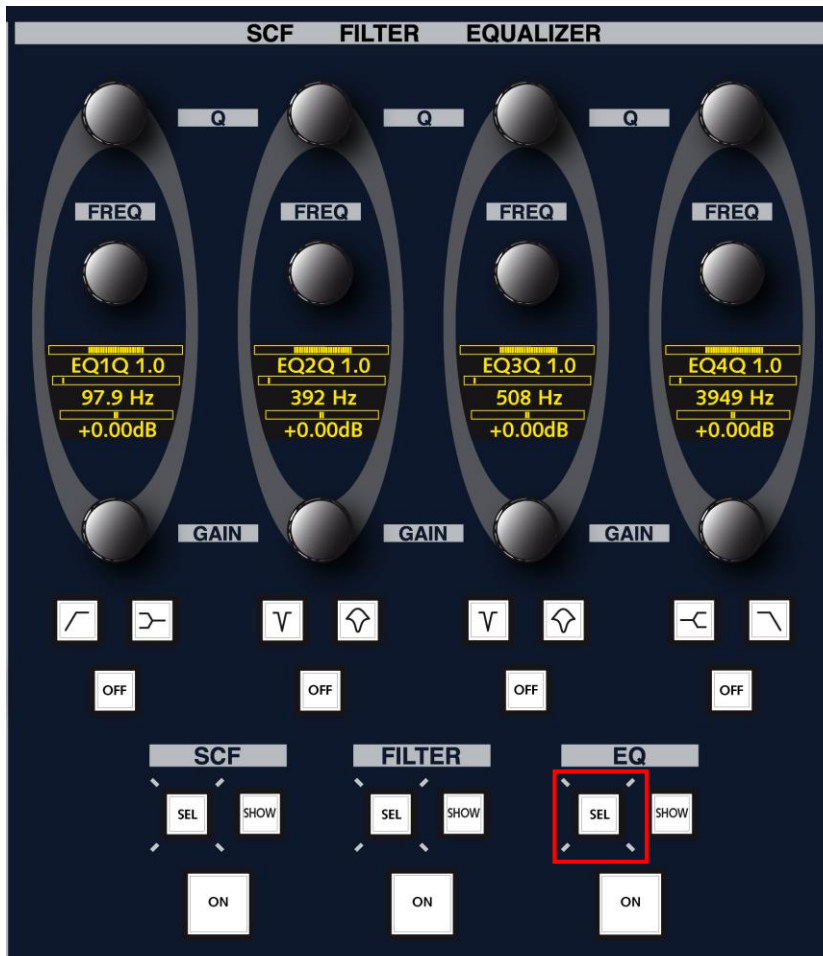 SCF FILTER EQUALIZER
Q Q Q
FREQ FREQ FREQ FREQ
EQ1Q 1.0 EQ2Q 1.0 EQ3Q 1.0 EQ4Q 1.0
97.9 Hz 392 Hz 508 Hz 3949 Hz
+0.00dB +0.00dB +0.00dB +0.00dB
GAIN GAIN GAIN
OFF OFF OFF OFF
SCF FILTER EQ
SEL SHOW SEL SHOW SEL SHOW
ON ON ON